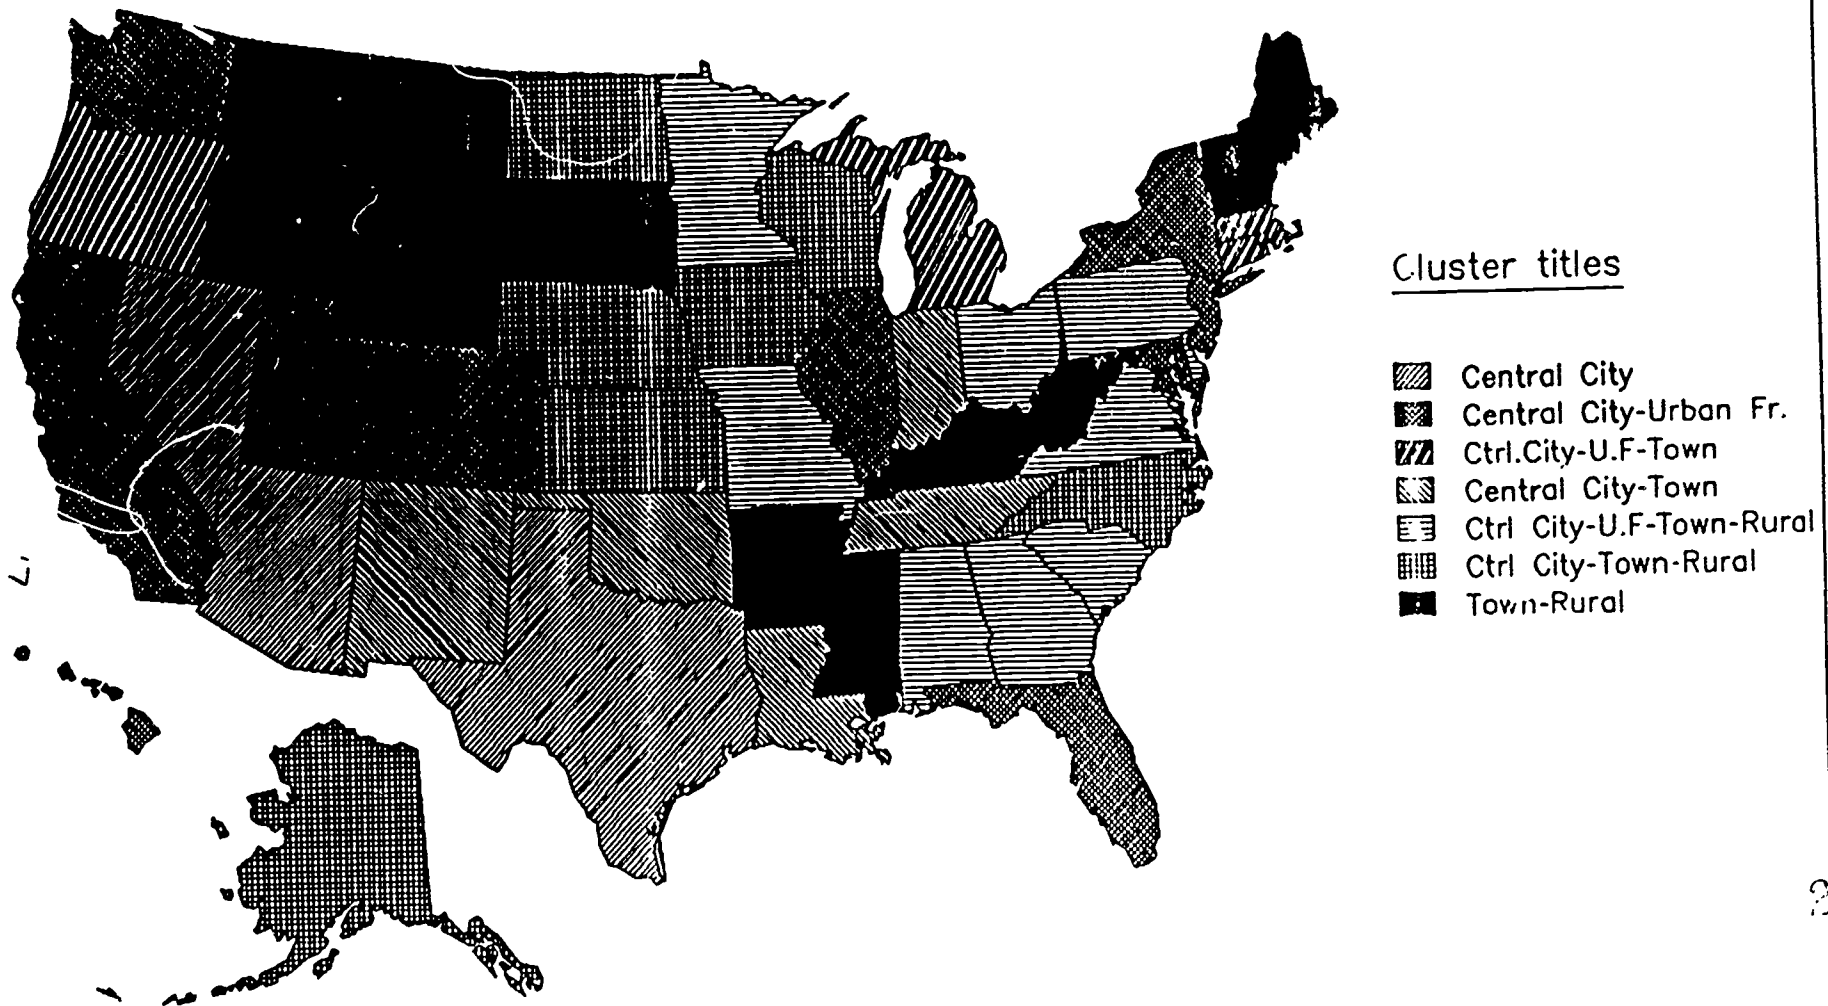 Cluster titles
Central City
Central City-Urban Fr.
Ctrl.City-U.F-Town
Central City-Town
Ctrl City-U.F-Town-Rural
Ctrl City-Town-Rural
Town-Rural